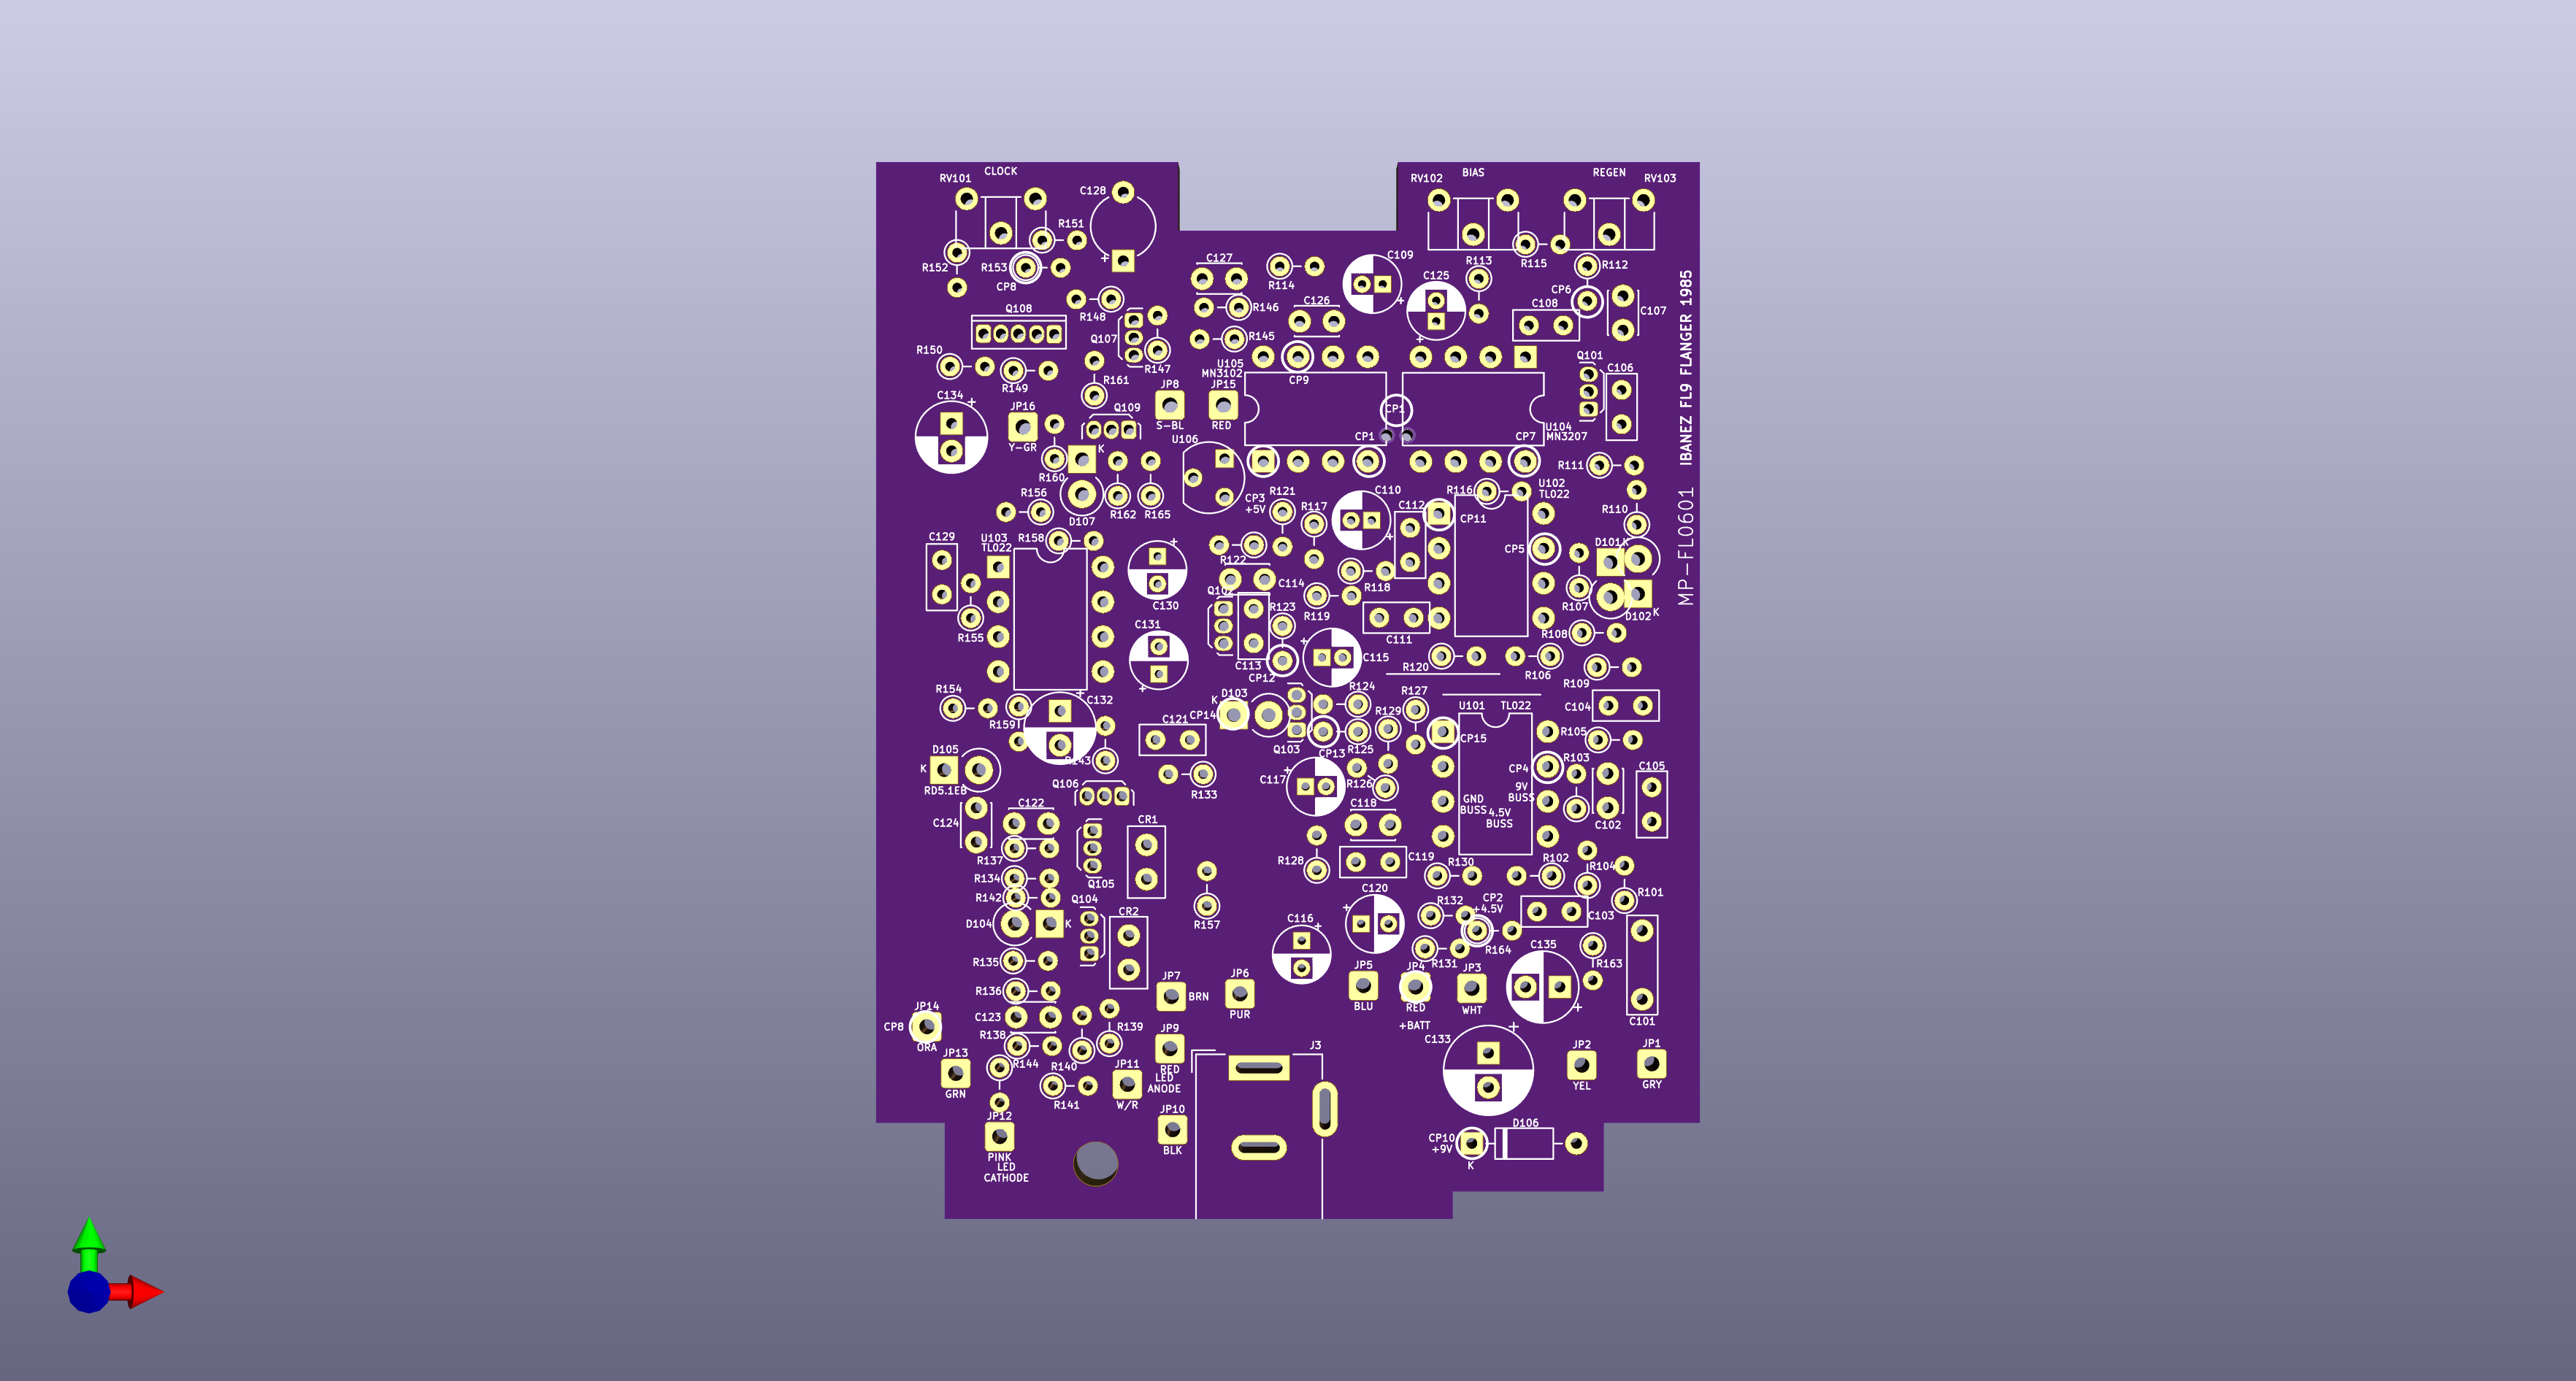 CLOCK
RV101
C128
R151
R152
R153
CP8
R148
Q108
Q107
R147
R150
R149
R161
C134
JP16
Y-GR
Q109
JP8
S-BL
JP15
RED
U105
MN3102
C127
R114
R146
C126
R145
C109
C125
CP9
BIAS
RV102
REGEN
RV103
R113
R115
R112
CP6
C108
C107
Q101
C106
CP1
CP1
CP7
U104
MN3207
IBANEZ FL9 FLANGER 1985
MP-FL0601
U106
K
R160
R156
D107
R162
R165
CP3
+5V
R121
R117
C110
C112
R116
U102
TL022
CP11
CP5
R111
R110
D101K
R107
D102
K
R108
C129
U103
TL022
R158
R155
C130
C131
R122
C114
Q102
R123
R118
R119
C111
C113
CP12
C115
R120
R106
R109
R154
R159
C132
R143
C121
K
D103
CP14
Q103
R124
R125
CP13
R127
R129
R126
U101
TL022
CP15
C104
R105
R103
CP4
C105
C102
9V
BUSS
GND
BUSS
4.5V
BUSS
D105
K
RD5.1EB
Q106
R133
C117
C118
C124
C122
CR1
R137
R134
R142
Q105
Q104
CR2
D104
K
R157
R128
C119
R130
R102
R104
R101
C120
C116
R132
CP2
+4.5V
C103
R131
R164
C135
R163
C101
R135
R136
JP7
BRN
JP6
PUR
JP5
BLU
JP4
RED
+BATT
JP3
WHT
JP14
CP8
ORA
C123
R138
R139
R144
R140
R141
JP13
GRN
JP9
RED
LED
ANODE
JP11
W/R
JP12
PINK
LED
CATHODE
JP10
BLK
J3
C133
JP2
YEL
JP1
GRY
D106
CP10
+9V
K